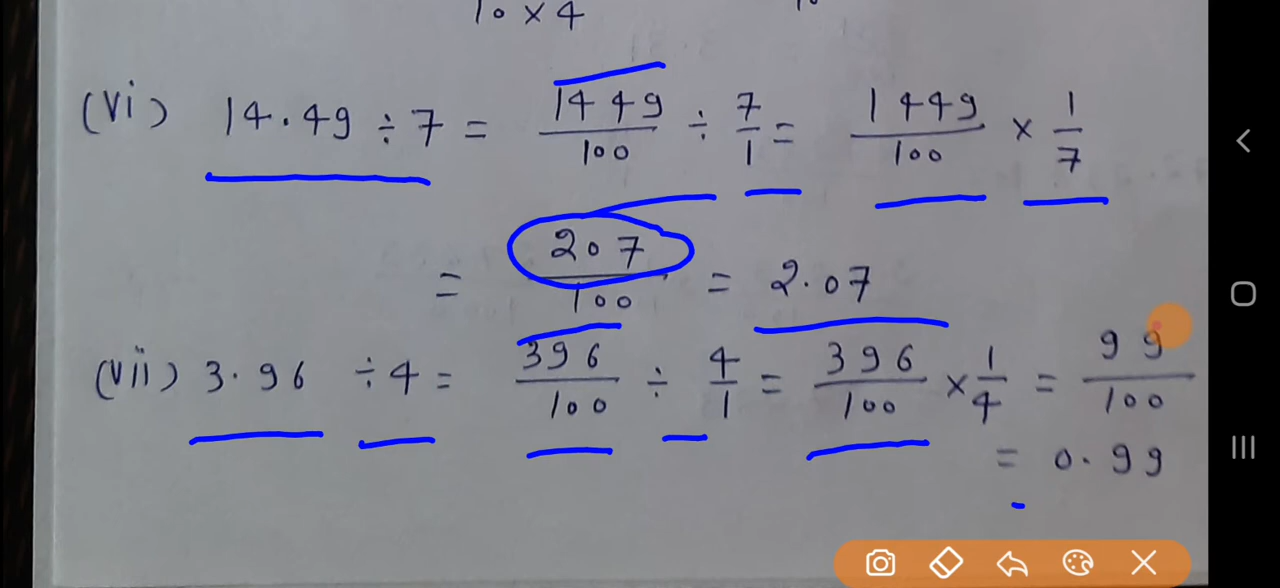 10 × 4 10
(vi) 14.49 ÷ 7 = 1449/100 ÷ 7/1 = 1449/100 × 1/7
= 207/100 = 2.07
(vii) 3.96 ÷ 4 = 396/100 ÷ 4/1 = 396/100 × 1/4 = 99/100
= 0.99